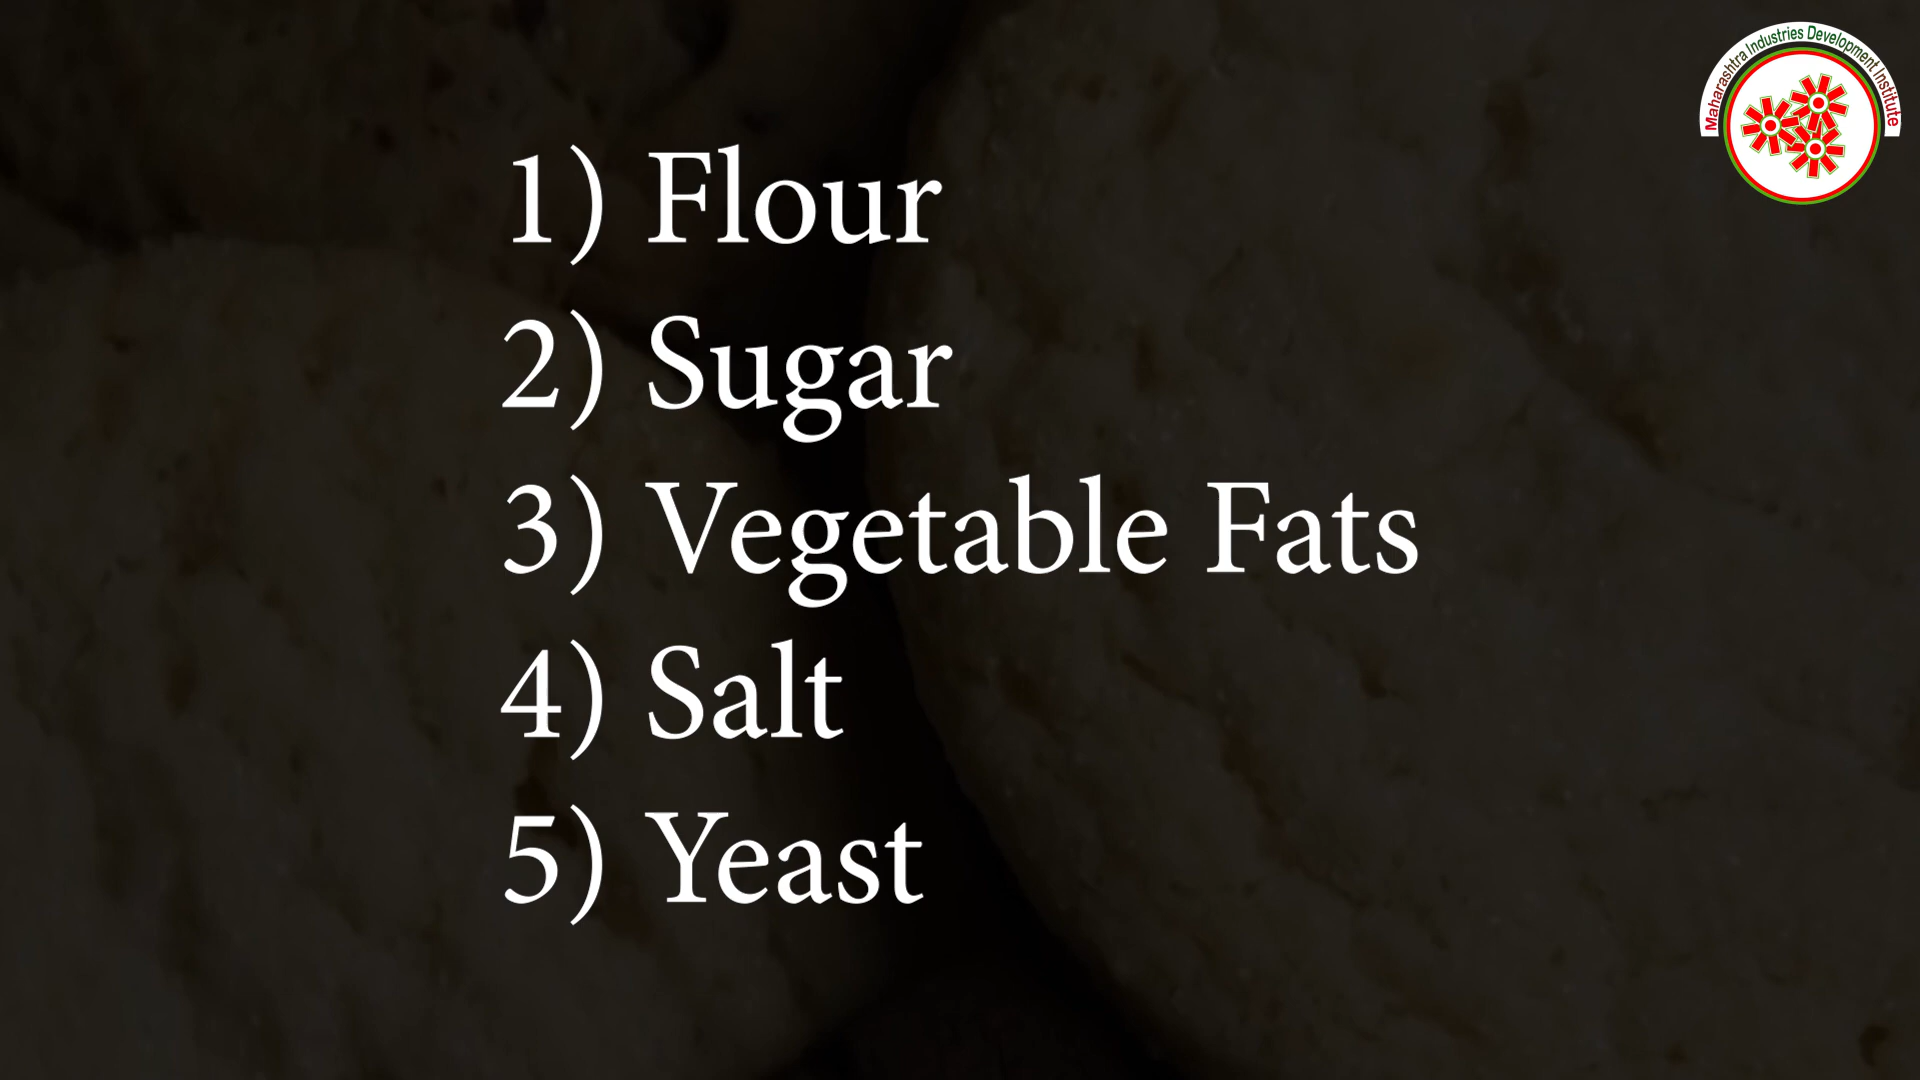 Maharashtra Industries Development Institute
1) Flour
2) Sugar
3) Vegetable Fats
4) Salt
5) Yeast